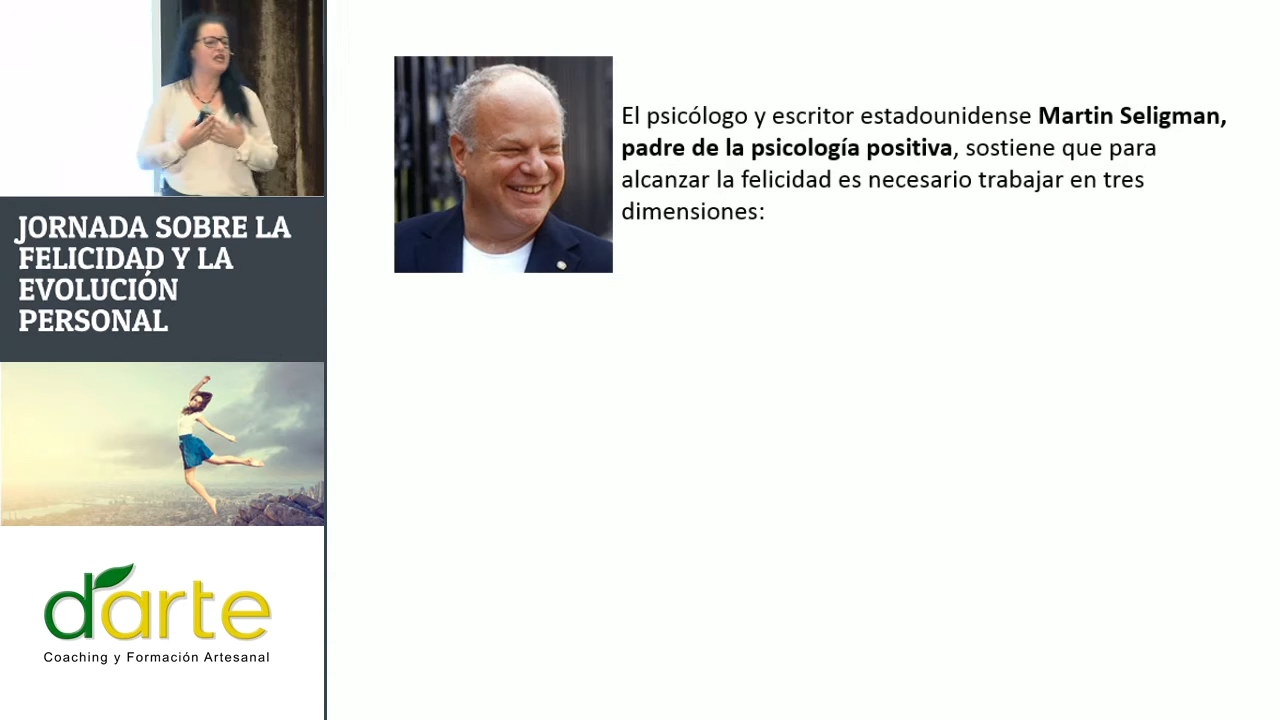 JORNADA SOBRE LA
FELICIDAD Y LA
EVOLUCIÓN
PERSONAL
d'arte
Coaching y Formación Artesanal
El psicólogo y escritor estadounidense Martin Seligman,
padre de la psicología positiva, sostiene que para
alcanzar la felicidad es necesario trabajar en tres
dimensiones: